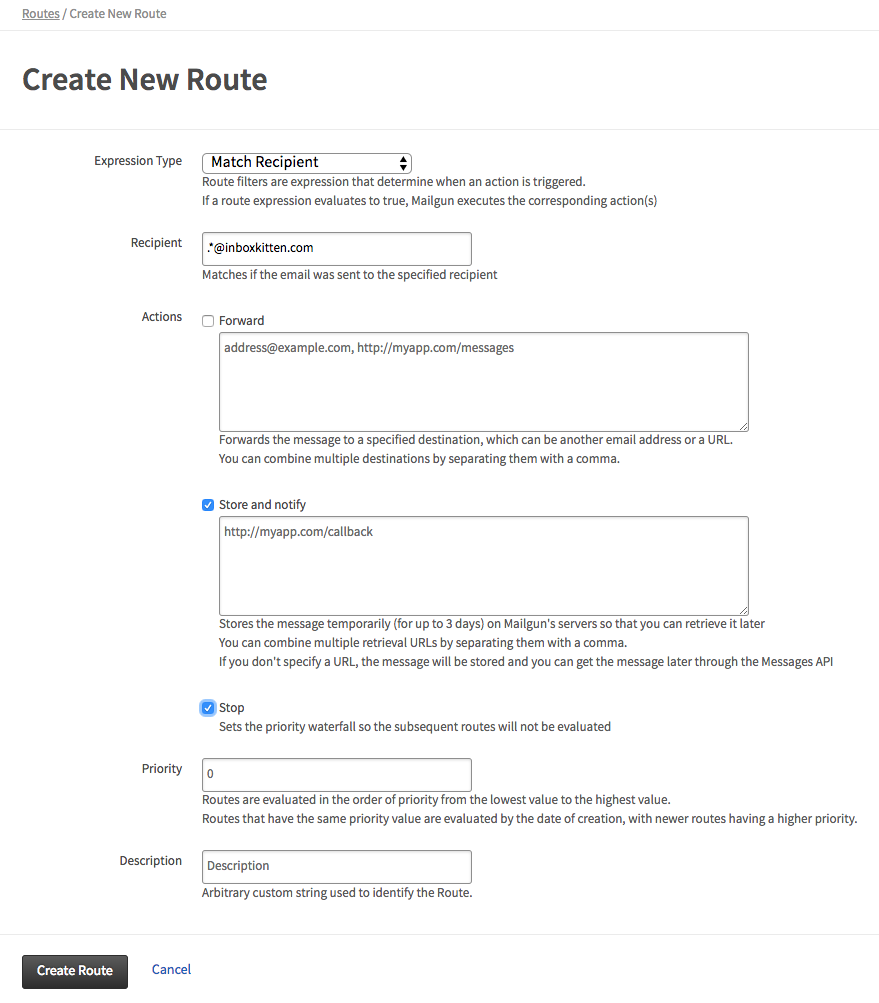 Routes / Create New Route
Create New Route
Expression Type
Match Recipient
Route filters are expression that determine when an action is triggered.
If a route expression evaluates to true, Mailgun executes the corresponding action(s)
Recipient
.*@inboxkitten.com
Matches if the email was sent to the specified recipient
Actions
Forward
address@example.com, http://myapp.com/messages
Forwards the message to a specified destination, which can be another email address or a URL.
You can combine multiple destinations by separating them with a comma.
Store and notify
http://myapp.com/callback
Stores the message temporarily (for up to 3 days) on Mailgun's servers so that you can retrieve it later
You can combine multiple retrieval URLs by separating them with a comma.
If you don't specify a URL, the message will be stored and you can get the message later through the Messages API
Stop
Sets the priority waterfall so the subsequent routes will not be evaluated
Priority
0
Routes are evaluated in the order of priority from the lowest value to the highest value.
Routes that have the same priority value are evaluated by the date of creation, with newer routes having a higher priority.
Description
Description
Arbitrary custom string used to identify the Route.
Create Route
Cancel